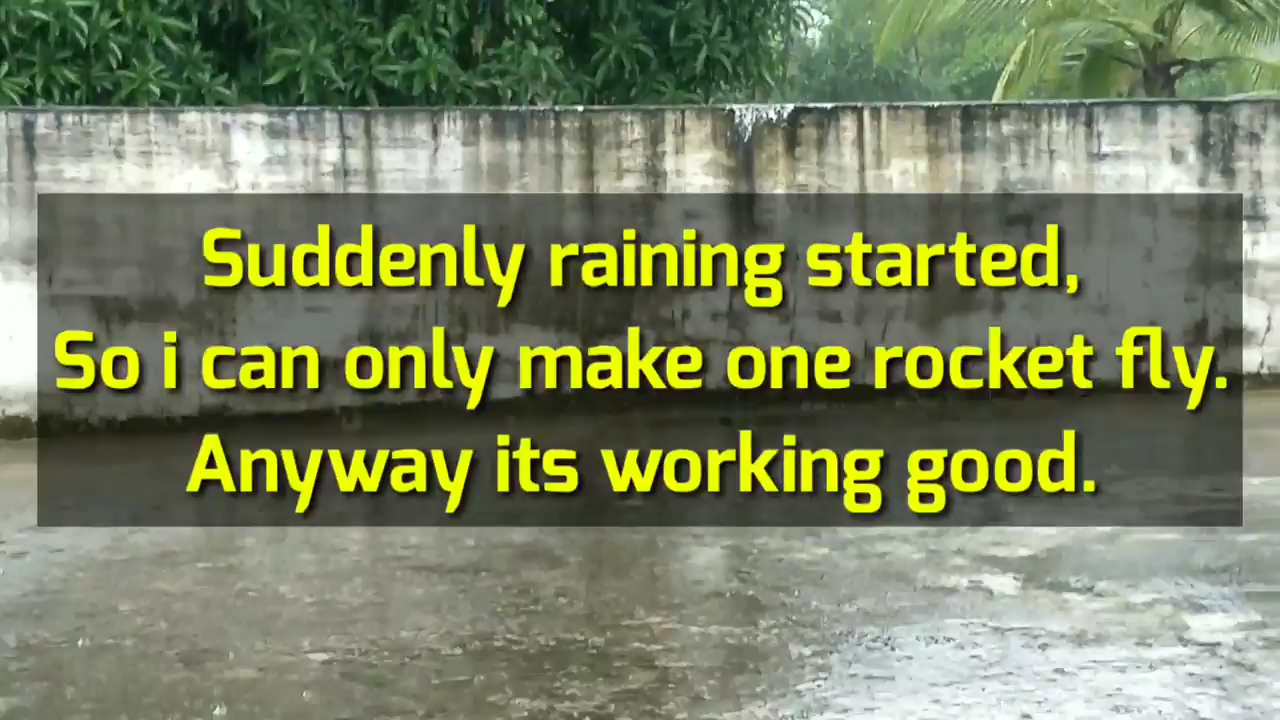 Suddenly raining started,
So i can only make one rocket fly.
Anyway its working good.